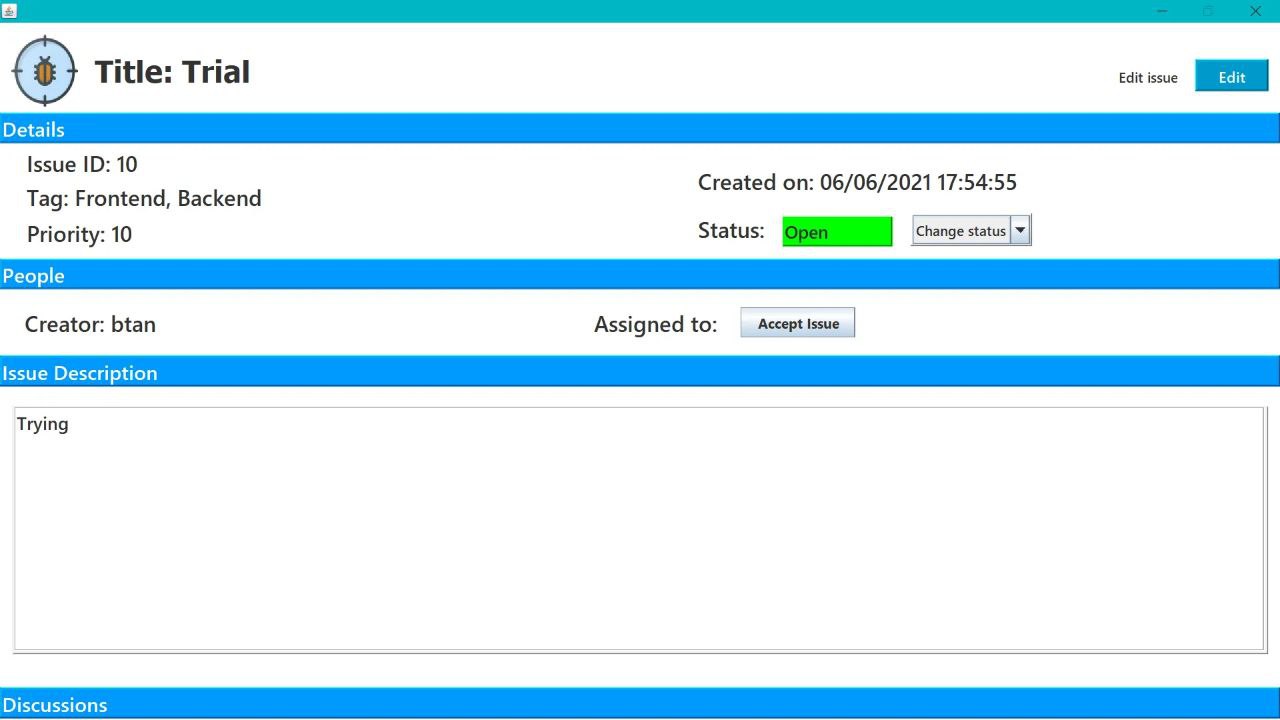 Title: Trial
Edit issue
Edit
Details
Issue ID: 10
Tag: Frontend, Backend
Priority: 10
Created on: 06/06/2021 17:54:55
Status:
Open
Change status
People
Creator: btan
Assigned to:
Accept Issue
Issue Description
Trying
Discussions